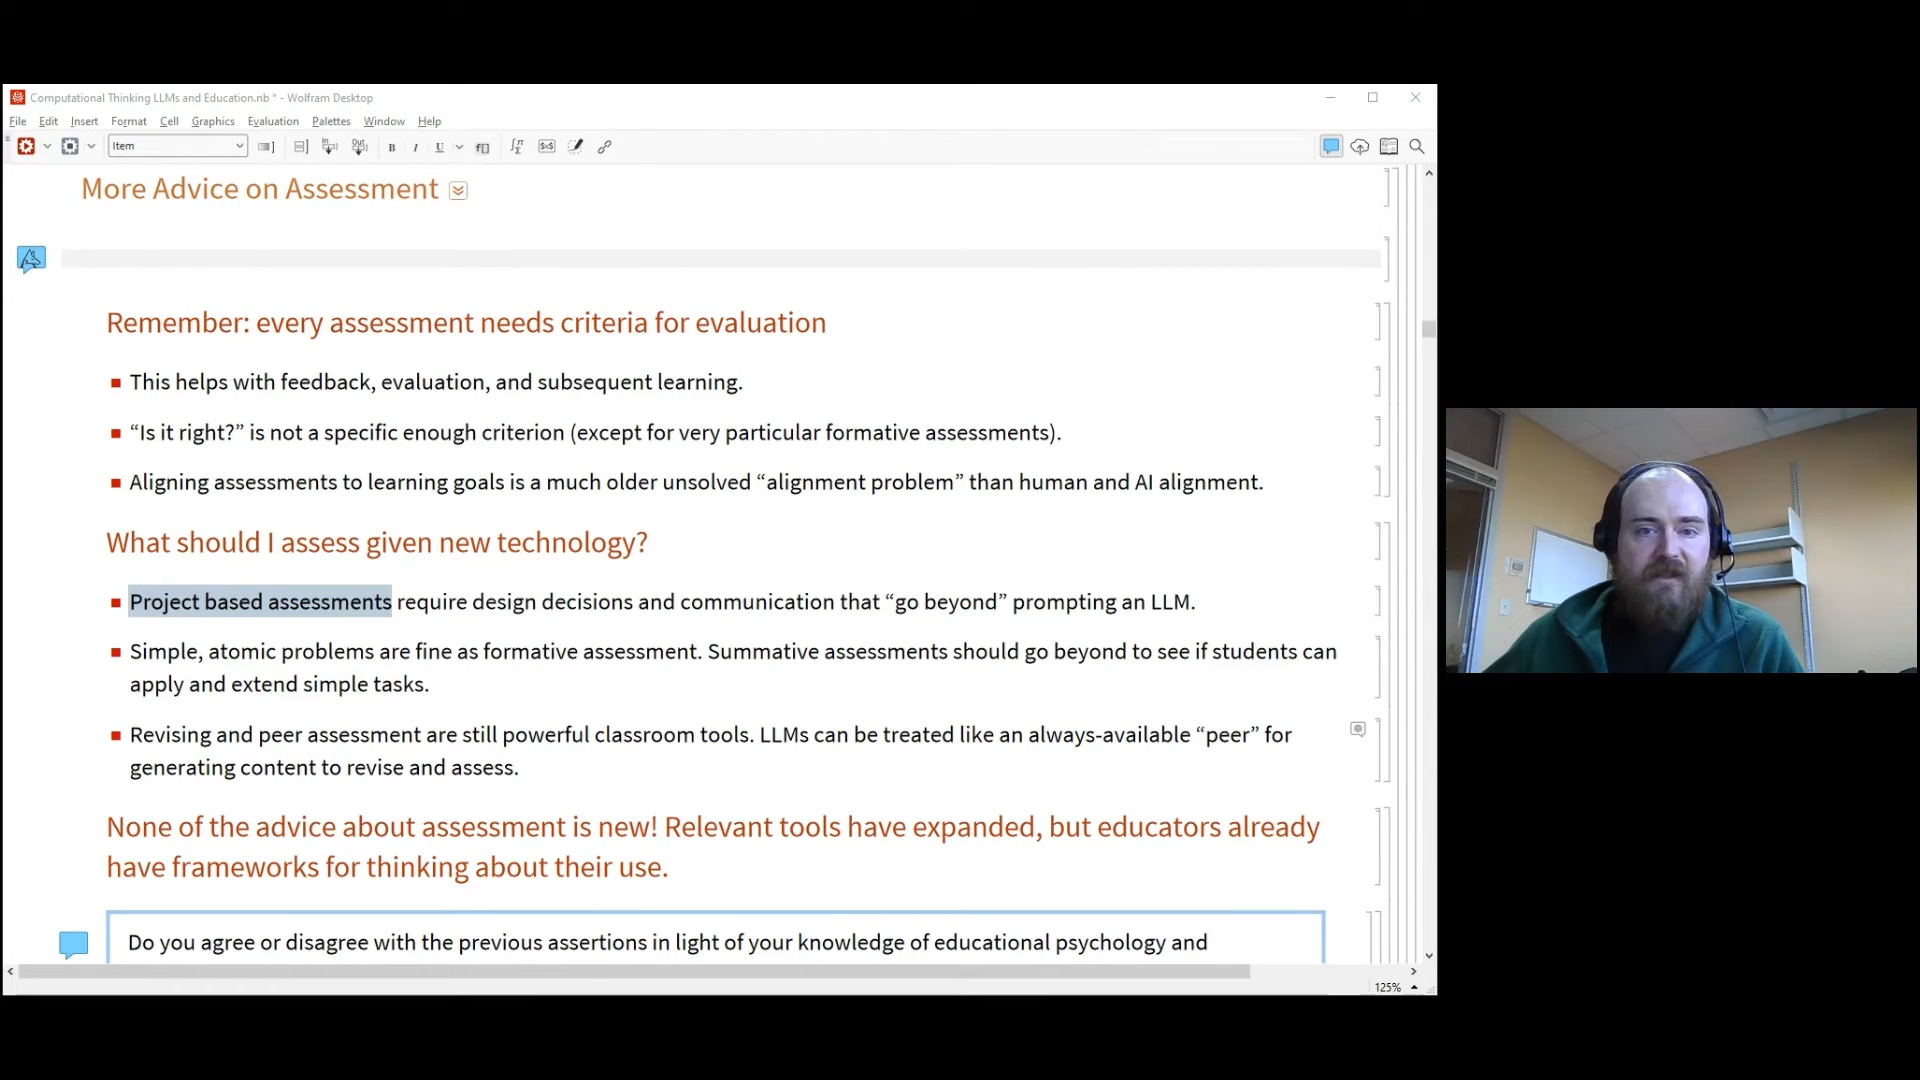 Computational Thinking LLMs and Education.nb * - Wolfram Desktop
File Edit Insert Format Cell Graphics Evaluation Palettes Window Help
Item In Out B I U f[] $x$
More Advice on Assessment
Remember: every assessment needs criteria for evaluation
This helps with feedback, evaluation, and subsequent learning.
“Is it right?” is not a specific enough criterion (except for very particular formative assessments).
Aligning assessments to learning goals is a much older unsolved “alignment problem” than human and AI alignment.
What should I assess given new technology?
Project based assessments require design decisions and communication that “go beyond” prompting an LLM.
Simple, atomic problems are fine as formative assessment. Summative assessments should go beyond to see if students can
apply and extend simple tasks.
Revising and peer assessment are still powerful classroom tools. LLMs can be treated like an always-available “peer” for
generating content to revise and assess.
None of the advice about assessment is new! Relevant tools have expanded, but educators already
have frameworks for thinking about their use.
Do you agree or disagree with the previous assertions in light of your knowledge of educational psychology and
125%